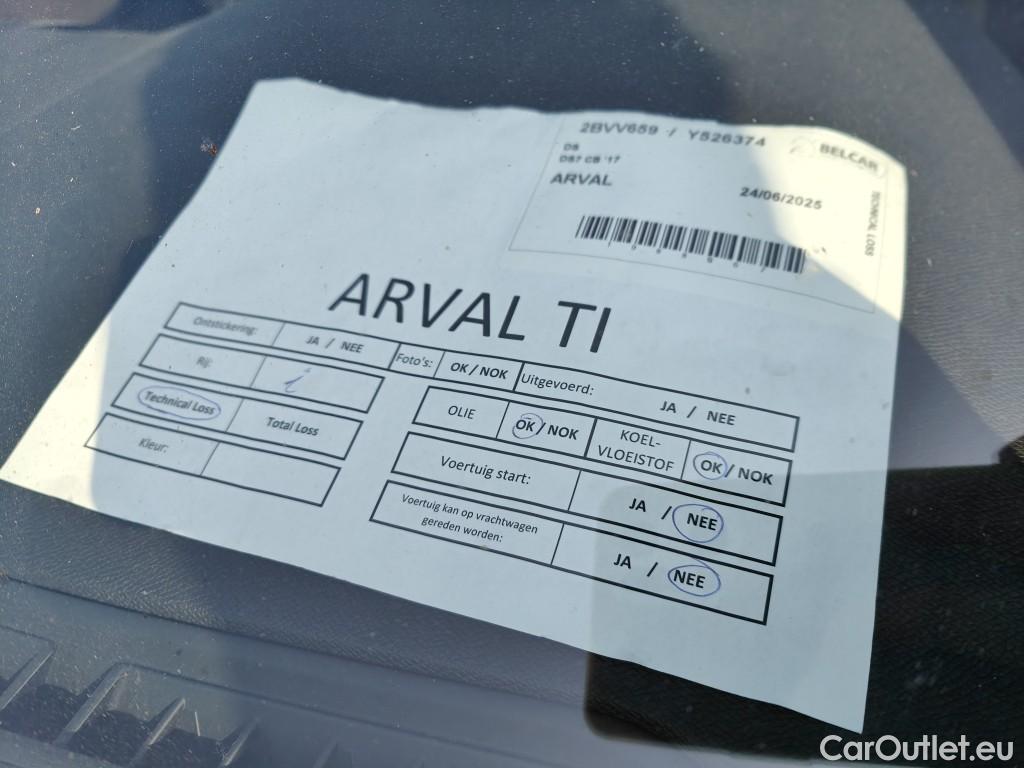 2BVV659 / Y526374
BELCAR
DS
DS7 CB '17
ARVAL
24/06/2025
TECHNICAL LOSS
ARVAL TI
Ontstickering: JA / NEE Foto's: OK / NOK Uitgevoerd: JA / NEE
Rij: i
Technical Loss Total Loss
Kleur:
OLIE OK / NOK KOEL-
VLOEISTOF OK / NOK
Voertuig start: JA / NEE
Voertuig kan op vrachtwagen
gereden worden: JA / NEE
CarOutlet.eu